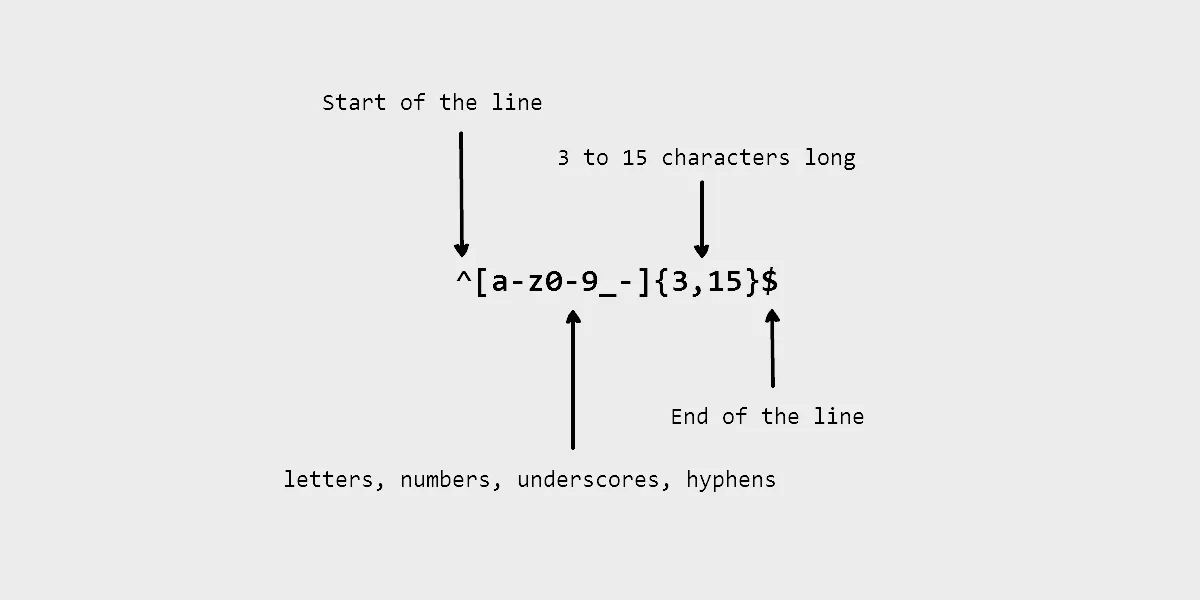 Start of the line
3 to 15 characters long
^[a-z0-9_-]{3,15}$
End of the line
letters, numbers, underscores, hyphens